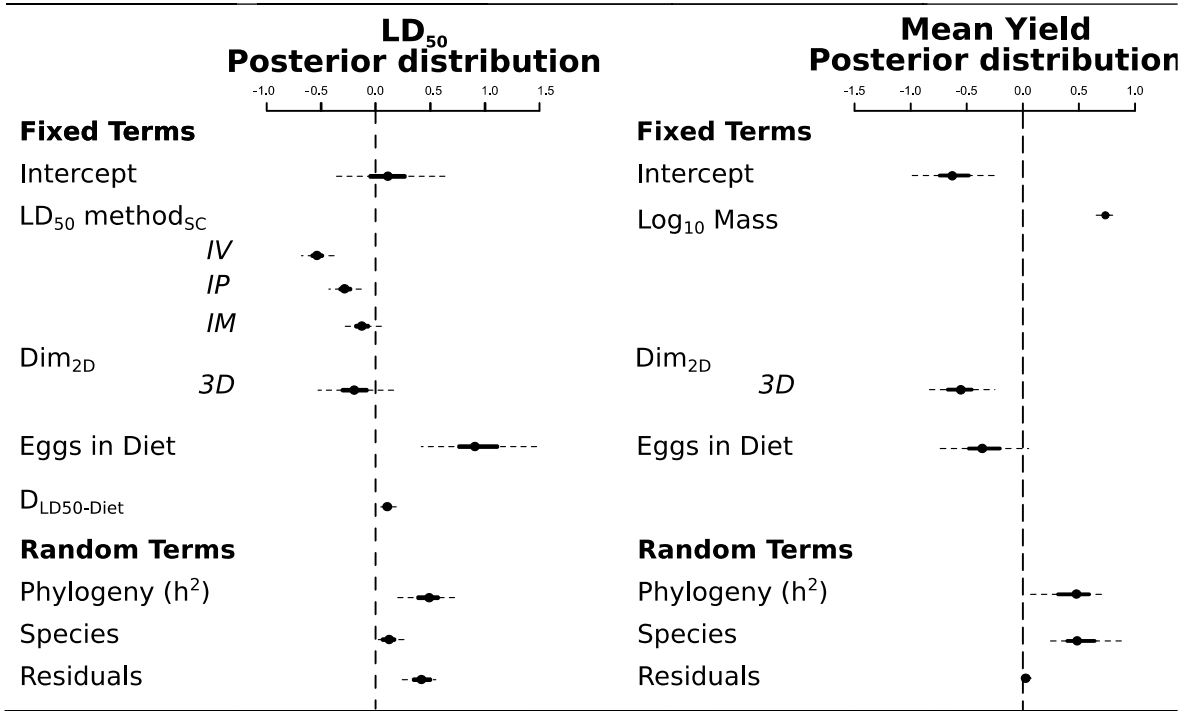 LD₅₀
Posterior distribution
-1.0 -0.5 0.0 0.5 1.0 1.5
Fixed Terms
Intercept
LD₅₀ method_SC
IV
IP
IM
Dim₂D
3D
Eggs in Diet
D_LD50-Diet
Random Terms
Phylogeny (h²)
Species
Residuals
Mean Yield
Posterior distribution
-1.5 -1.0 -0.5 0.0 0.5 1.0
Fixed Terms
Intercept
Log₁₀ Mass
Dim₂D
3D
Eggs in Diet
Random Terms
Phylogeny (h²)
Species
Residuals